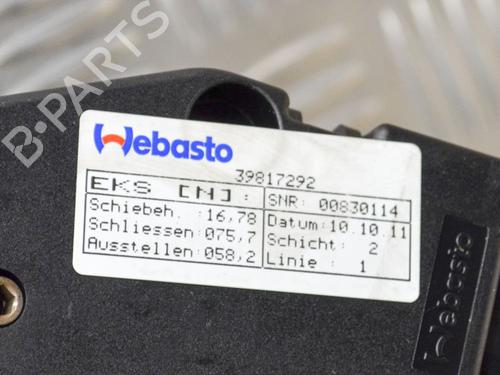 B-PARTS
Webasto
39817292
EKS [N]:
SNR: 00830114
Schiebeh. :16,78
Datum:10.10.11
Schliessen:075,7
Schicht: 2
Ausstellen:058,2
Linie : 1
Webasto